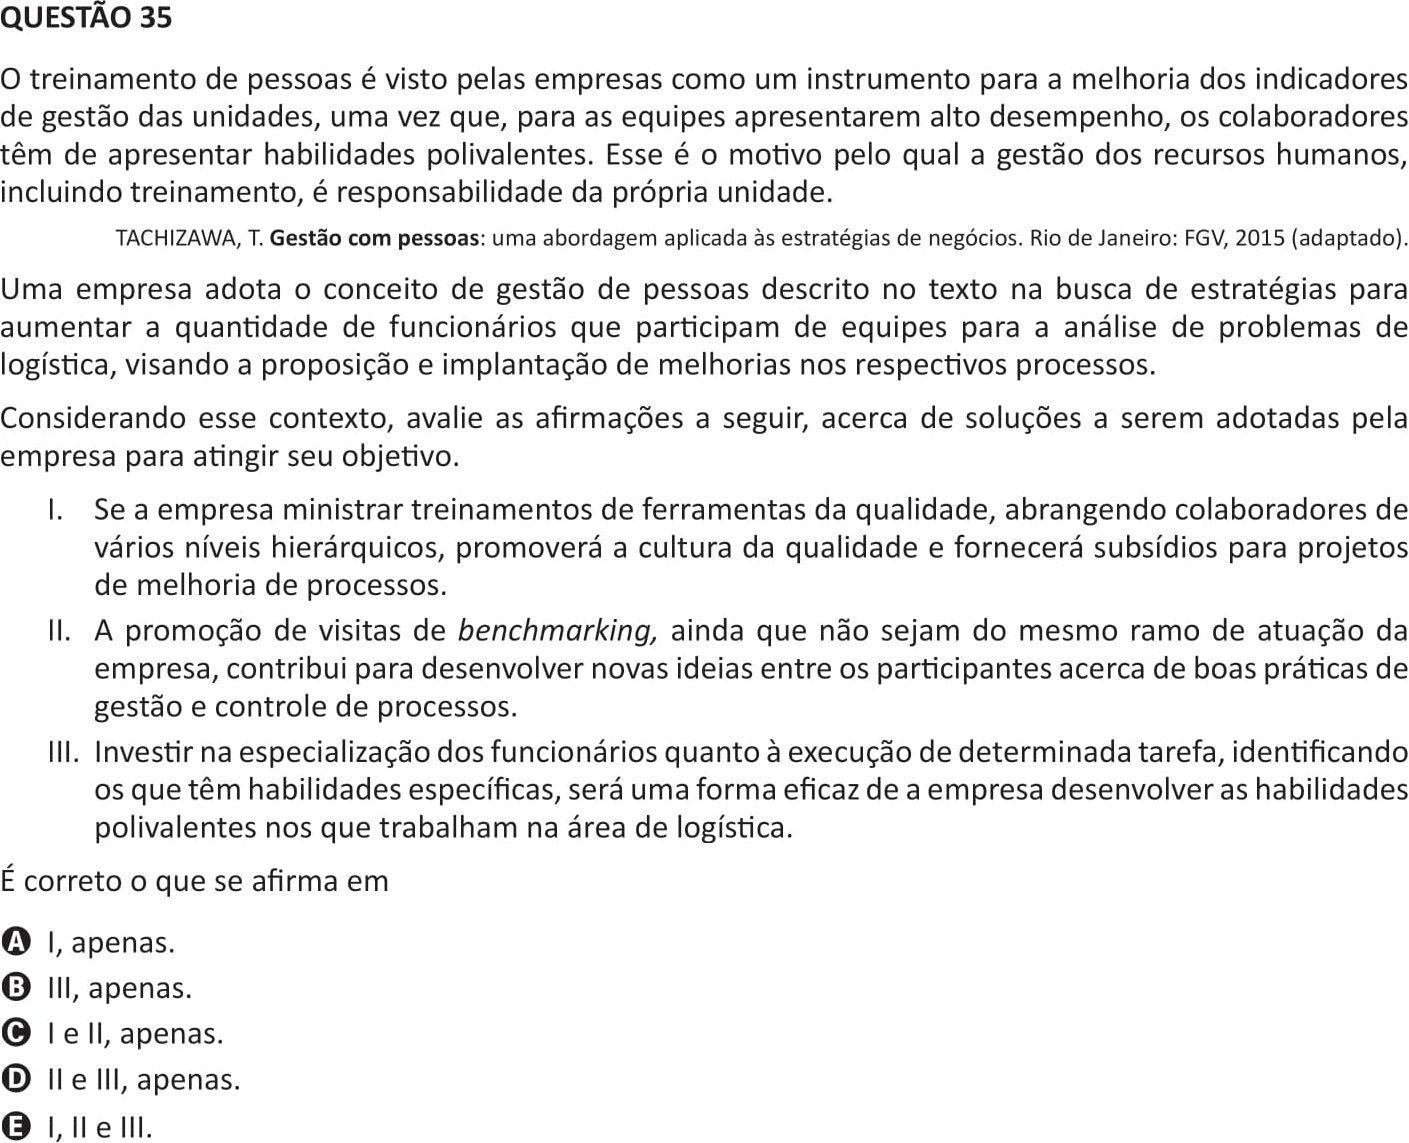 QUESTÃO 35
O treinamento de pessoas é visto pelas empresas como um instrumento para a melhoria dos indicadores
de gestão das unidades, uma vez que, para as equipes apresentarem alto desempenho, os colaboradores
têm de apresentar habilidades polivalentes. Esse é o motivo pelo qual a gestão dos recursos humanos,
incluindo treinamento, é responsabilidade da própria unidade.
TACHIZAWA, T. Gestão com pessoas: uma abordagem aplicada às estratégias de negócios. Rio de Janeiro: FGV, 2015 (adaptado).
Uma empresa adota o conceito de gestão de pessoas descrito no texto na busca de estratégias para
aumentar a quantidade de funcionários que participam de equipes para a análise de problemas de
logística, visando a proposição e implantação de melhorias nos respectivos processos.
Considerando esse contexto, avalie as afirmações a seguir, acerca de soluções a serem adotadas pela
empresa para atingir seu objetivo.
I. Se a empresa ministrar treinamentos de ferramentas da qualidade, abrangendo colaboradores de
vários níveis hierárquicos, promoverá a cultura da qualidade e fornecerá subsídios para projetos
de melhoria de processos.
II. A promoção de visitas de benchmarking, ainda que não sejam do mesmo ramo de atuação da
empresa, contribui para desenvolver novas ideias entre os participantes acerca de boas práticas de
gestão e controle de processos.
III. Investir na especialização dos funcionários quanto à execução de determinada tarefa, identificando
os que têm habilidades específicas, será uma forma eficaz de a empresa desenvolver as habilidades
polivalentes nos que trabalham na área de logística.
É correto o que se afirma em
A I, apenas.
B III, apenas.
C I e II, apenas.
D II e III, apenas.
E I, II e III.